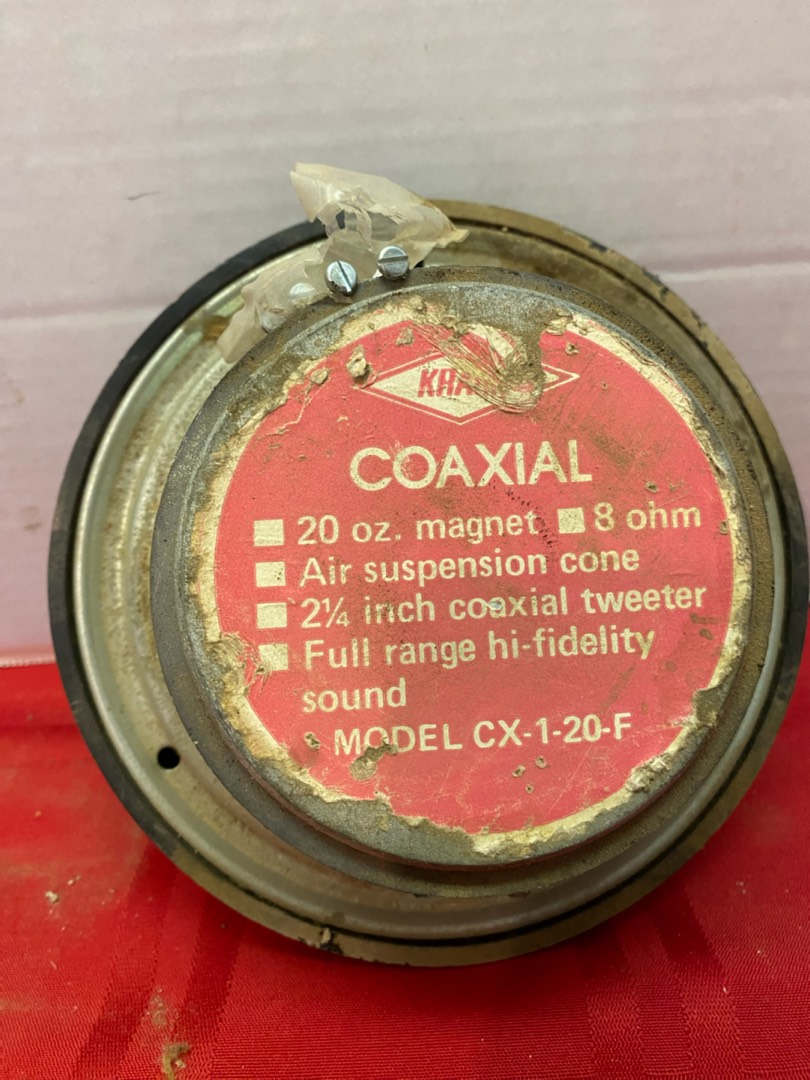 COAXIAL
20 oz. magnet 8 ohm
Air suspension cone
2¼ inch coaxial tweeter
Full range hi-fidelity
sound
MODEL CX-1-20-F